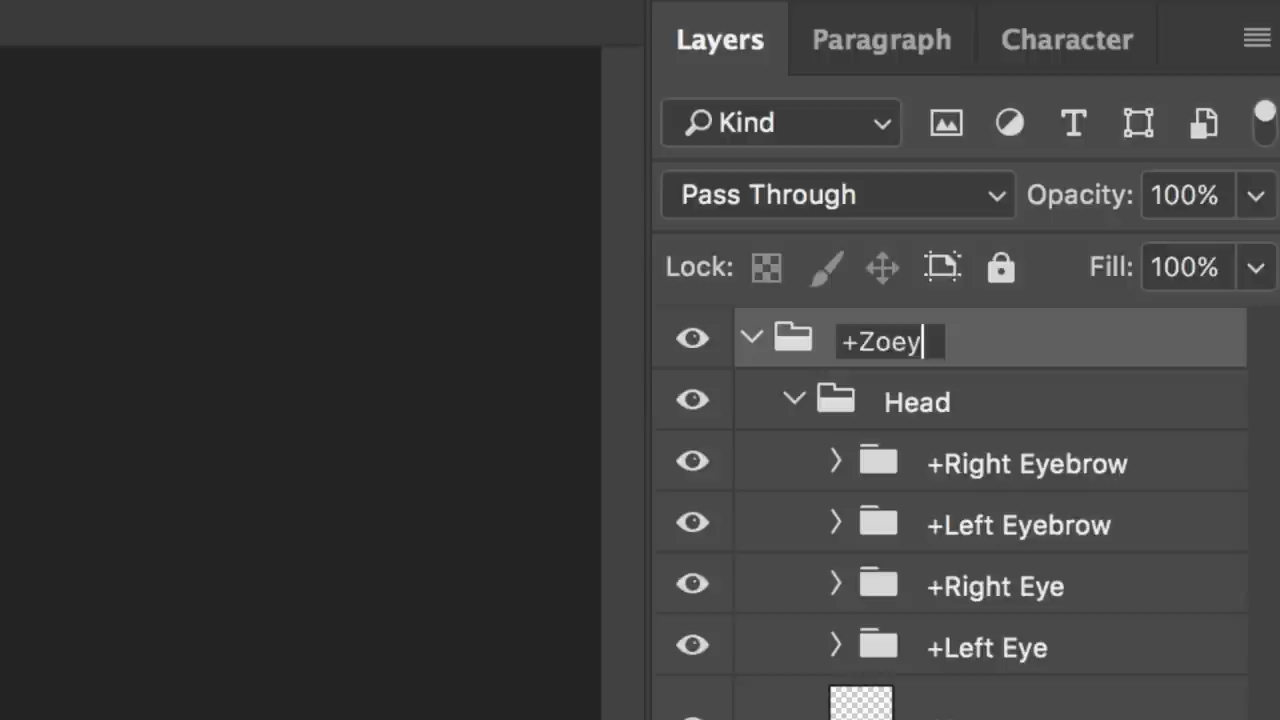 Layers Paragraph Character
Kind
Pass Through Opacity: 100%
Lock: Fill: 100%
+Zoey
Head
+Right Eyebrow
+Left Eyebrow
+Right Eye
+Left Eye